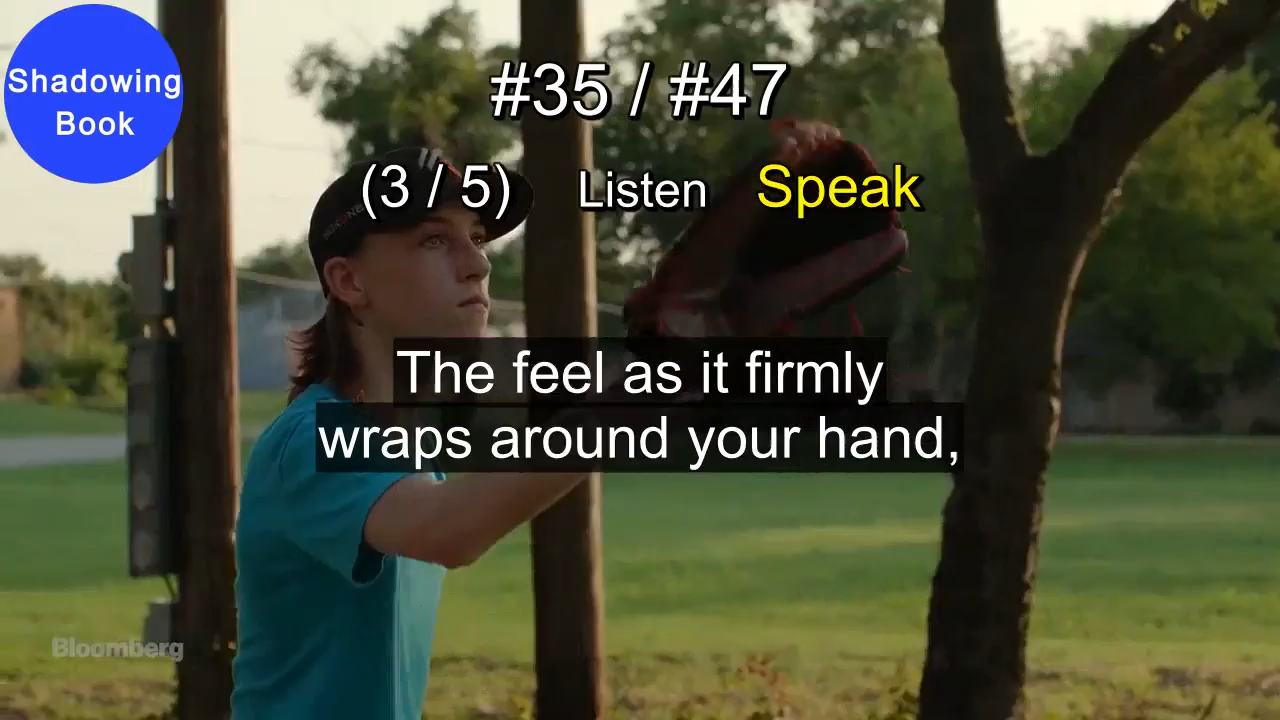 Shadowing
Book
#35 / #47
(3 / 5) Listen Speak
The feel as it firmly
wraps around your hand,
Bloomberg